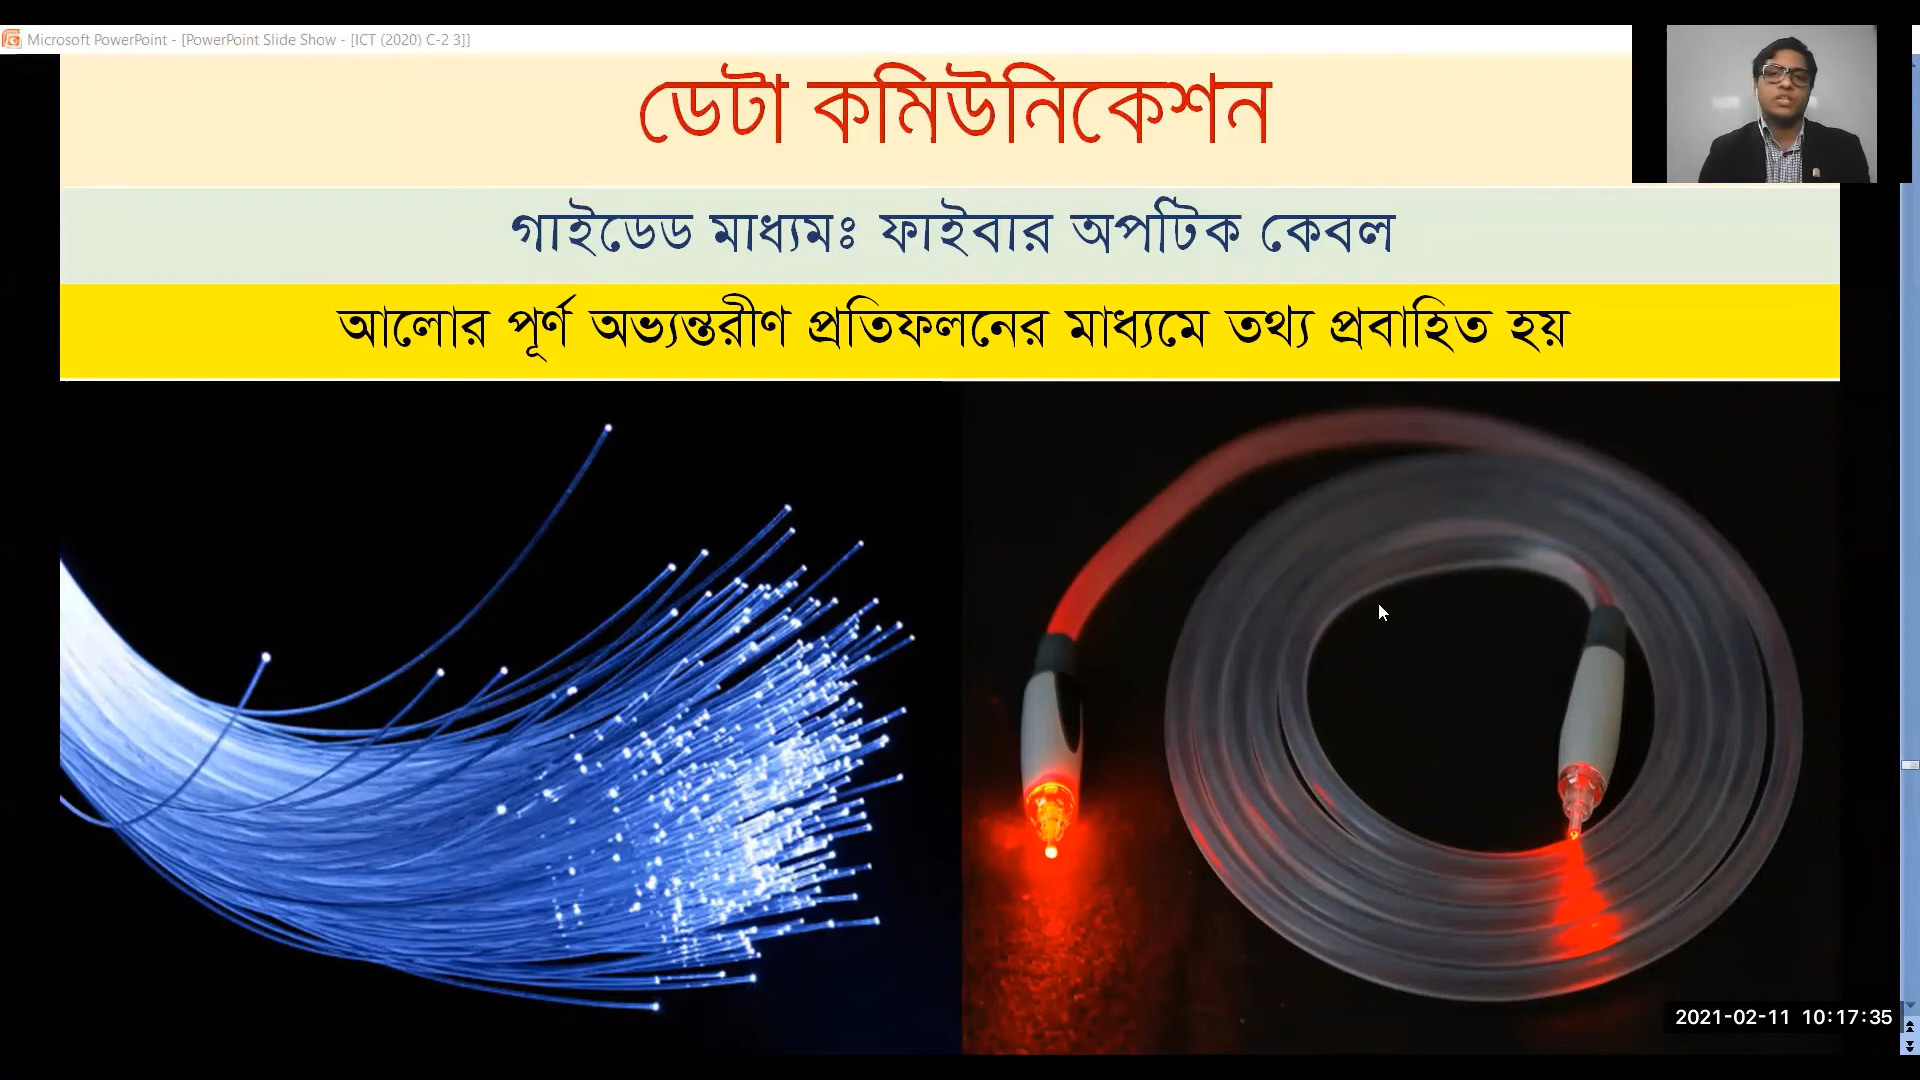 Microsoft PowerPoint - [PowerPoint Slide Show - [ICT (2020) C-2 3]]
ডেটা কমিউনিকেশন
গাইডেড মাধ্যমঃ ফাইবার অপটিক কেবল
আলোর পূর্ণ অভ্যন্তরীণ প্রতিফলনের মাধ্যমে তথ্য প্রবাহিত হয়
2021-02-11 10:17:35